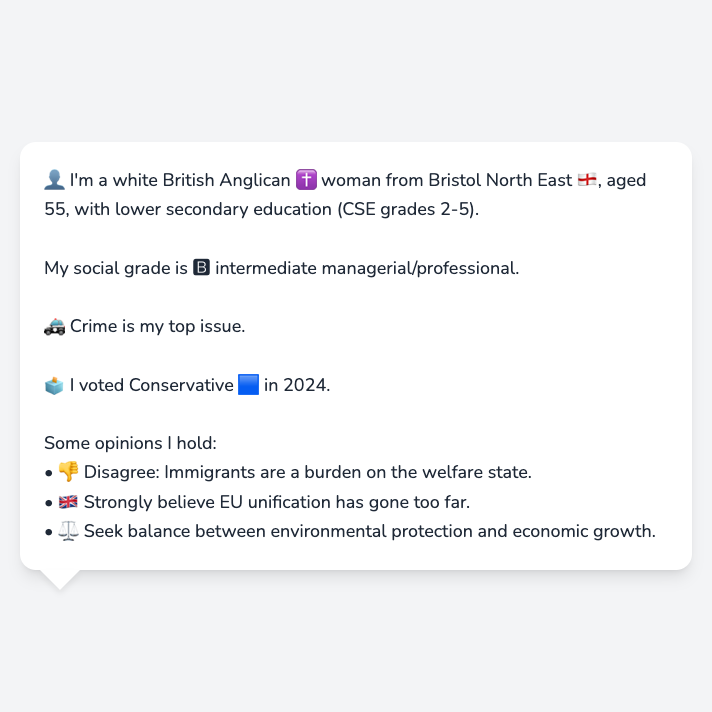 👤 I'm a white British Anglican ✝️ woman from Bristol North East 🏴󠁧󠁢󠁥󠁮󠁧󠁿, aged
55, with lower secondary education (CSE grades 2-5).
My social grade is 🅱 intermediate managerial/professional.
🚓 Crime is my top issue.
🗳️ I voted Conservative 🟦 in 2024.
Some opinions I hold:
• 👎 Disagree: Immigrants are a burden on the welfare state.
• 🇬🇧 Strongly believe EU unification has gone too far.
• ⚖️ Seek balance between environmental protection and economic growth.